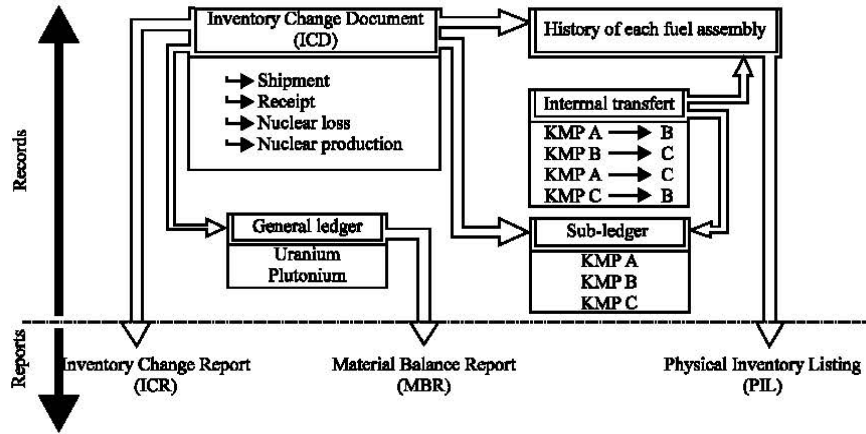 Inventory Change Document
(ICD)
Shipment
Receipt
Nuclear loss
Nuclear production
History of each fuel assembly
Internal transfert
KMP A B
KMP B C
KMP A C
KMP C B
General ledger
Uranium
Plutonium
Sub-ledger
KMP A
KMP B
KMP C
Records
Reports
Inventory Change Report
(ICR)
Material Balance Report
(MBR)
Physical Inventory Listing
(PIL)